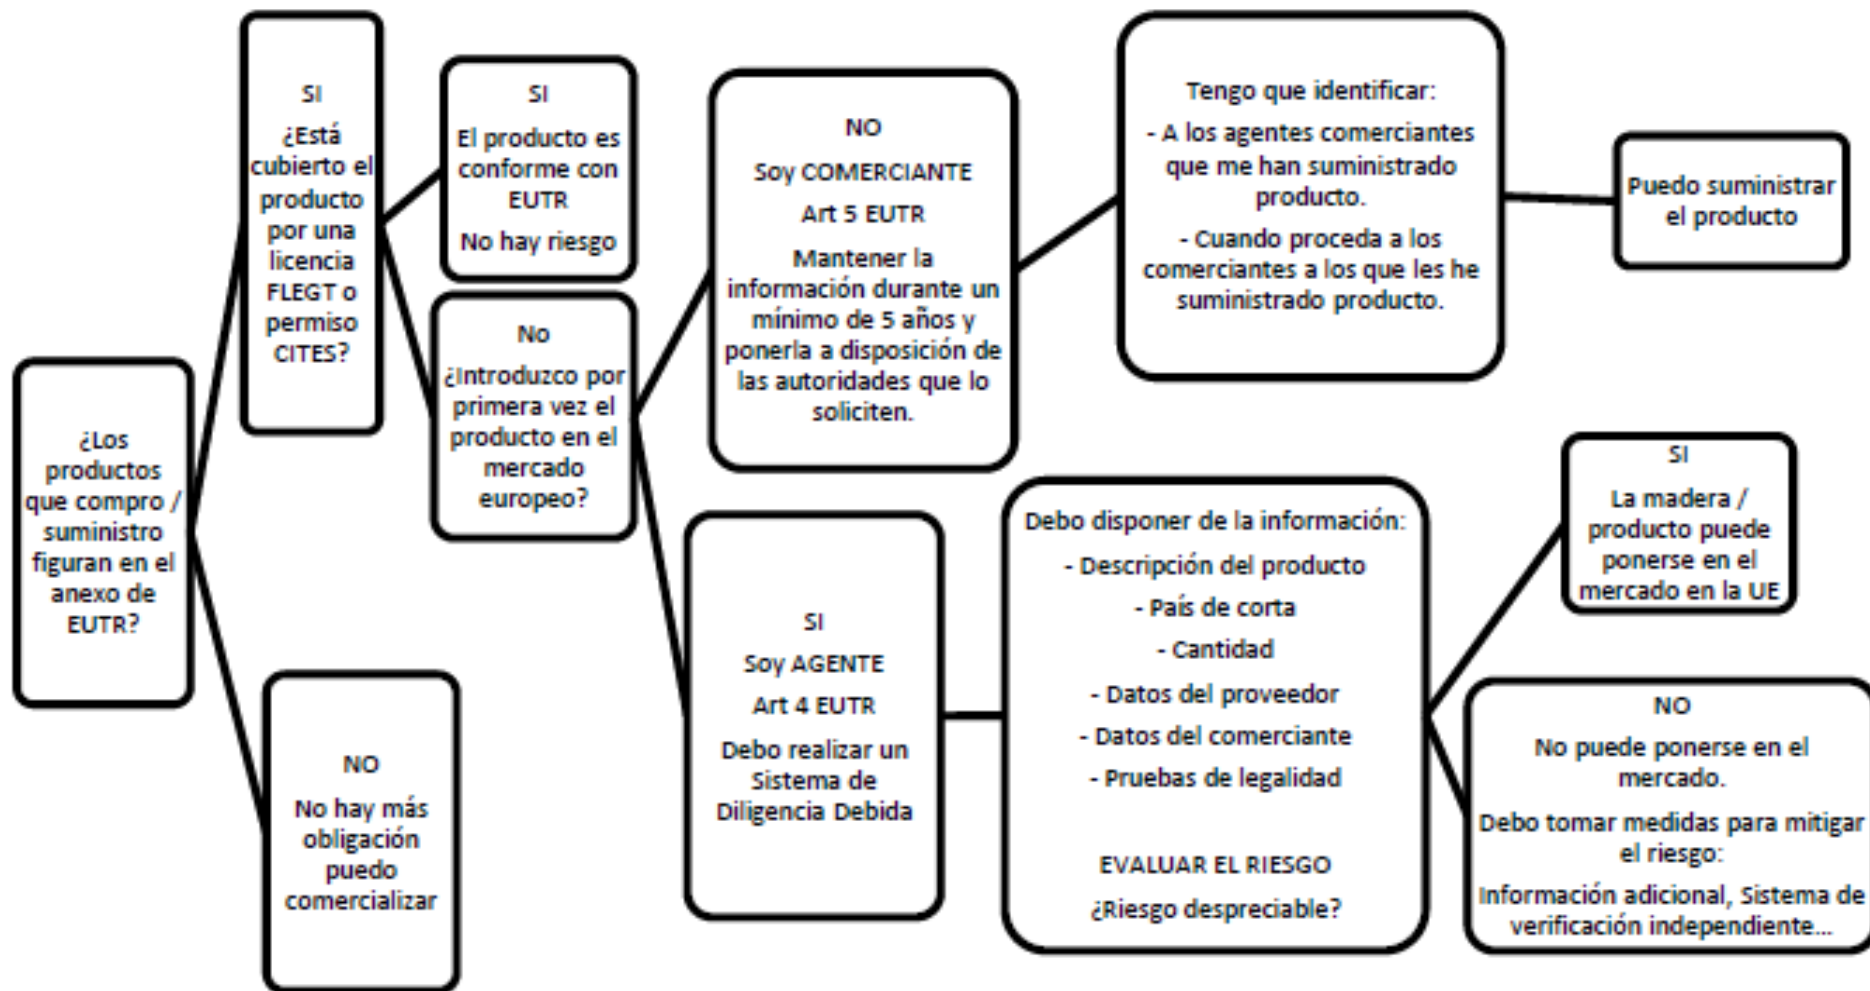 ¿Los
productos
que compro /
suministro
figuran en el
anexo de
EUTR?
SI
¿Está
cubierto el
producto
por una
licencia
FLEGT o
permiso
CITES?
NO
No hay más
obligación
puedo
comercializar
SI
El producto es
conforme con
EUTR
No hay riesgo
No
¿Introduzco por
primera vez el
producto en el
mercado
europeo?
NO
Soy COMERCIANTE
Art 5 EUTR
Mantener la
información durante un
mínimo de 5 años y
ponerla a disposición de
las autoridades que lo
soliciten.
SI
Soy AGENTE
Art 4 EUTR
Debo realizar un
Sistema de
Diligencia Debida
Tengo que identificar:
- A los agentes comerciantes
que me han suministrado
producto.
- Cuando proceda a los
comerciantes a los que les he
suministrado producto.
Puedo suministrar
el producto
Debo disponer de la información:
- Descripción del producto
- País de corta
- Cantidad
- Datos del proveedor
- Datos del comerciante
- Pruebas de legalidad
EVALUAR EL RIESGO
¿Riesgo despreciable?
SI
La madera /
producto puede
ponerse en el
mercado en la UE
NO
No puede ponerse en el
mercado.
Debo tomar medidas para mitigar
el riesgo:
Información adicional, Sistema de
verificación independiente...